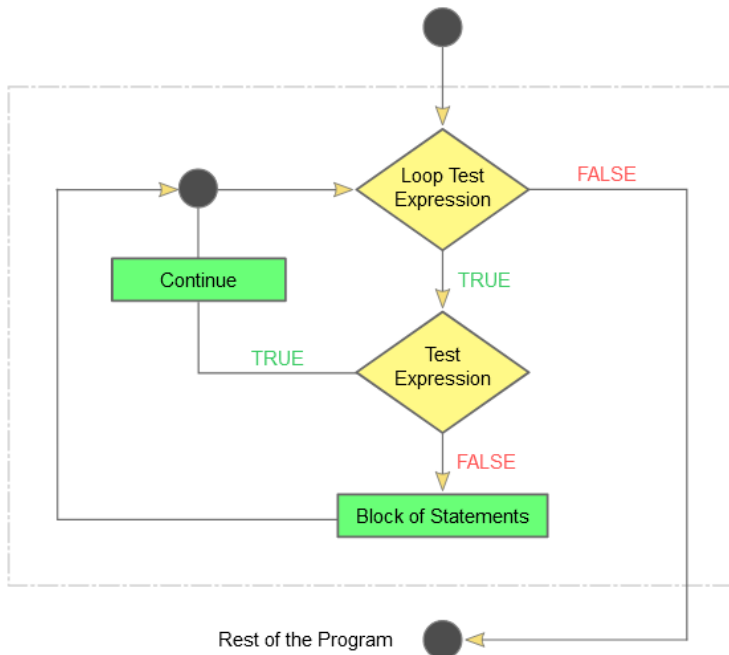 Loop Test
Expression
FALSE
Continue
TRUE
TRUE
Test
Expression
FALSE
Block of Statements
Rest of the Program